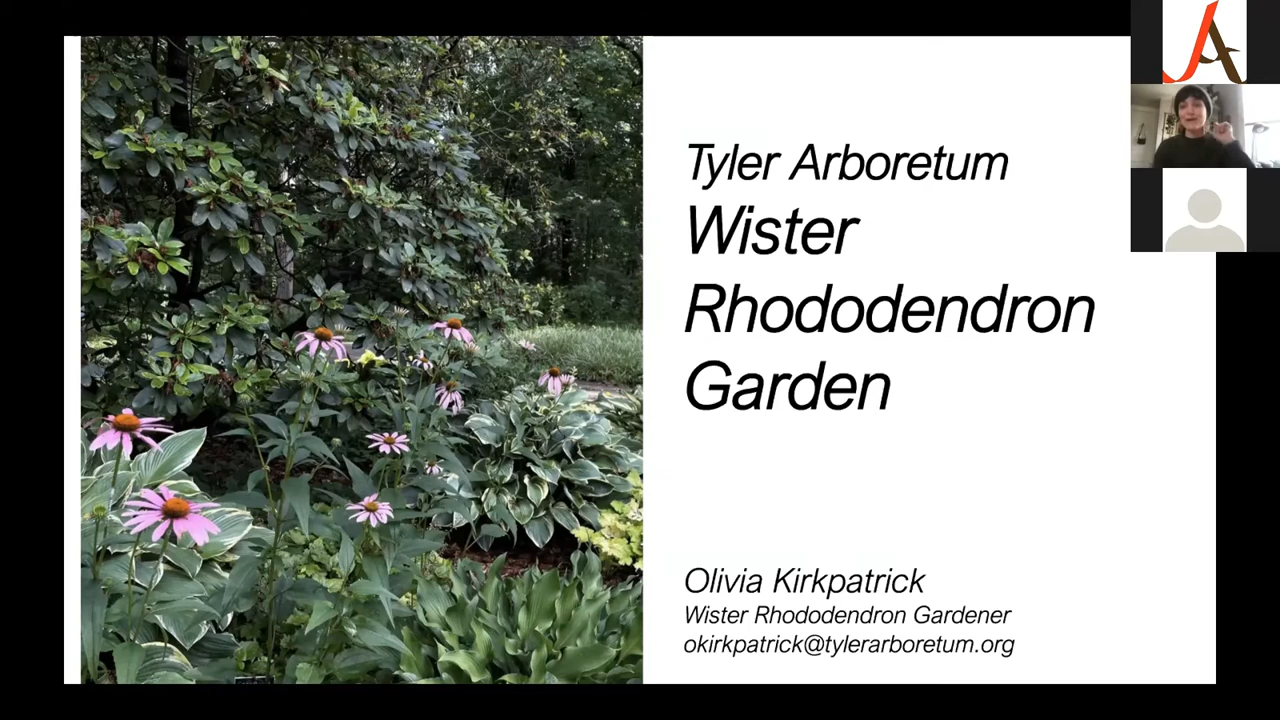 Tyler Arboretum
Wister
Rhododendron
Garden
Olivia Kirkpatrick
Wister Rhododendron Gardener
okirkpatrick@tylerarboretum.org